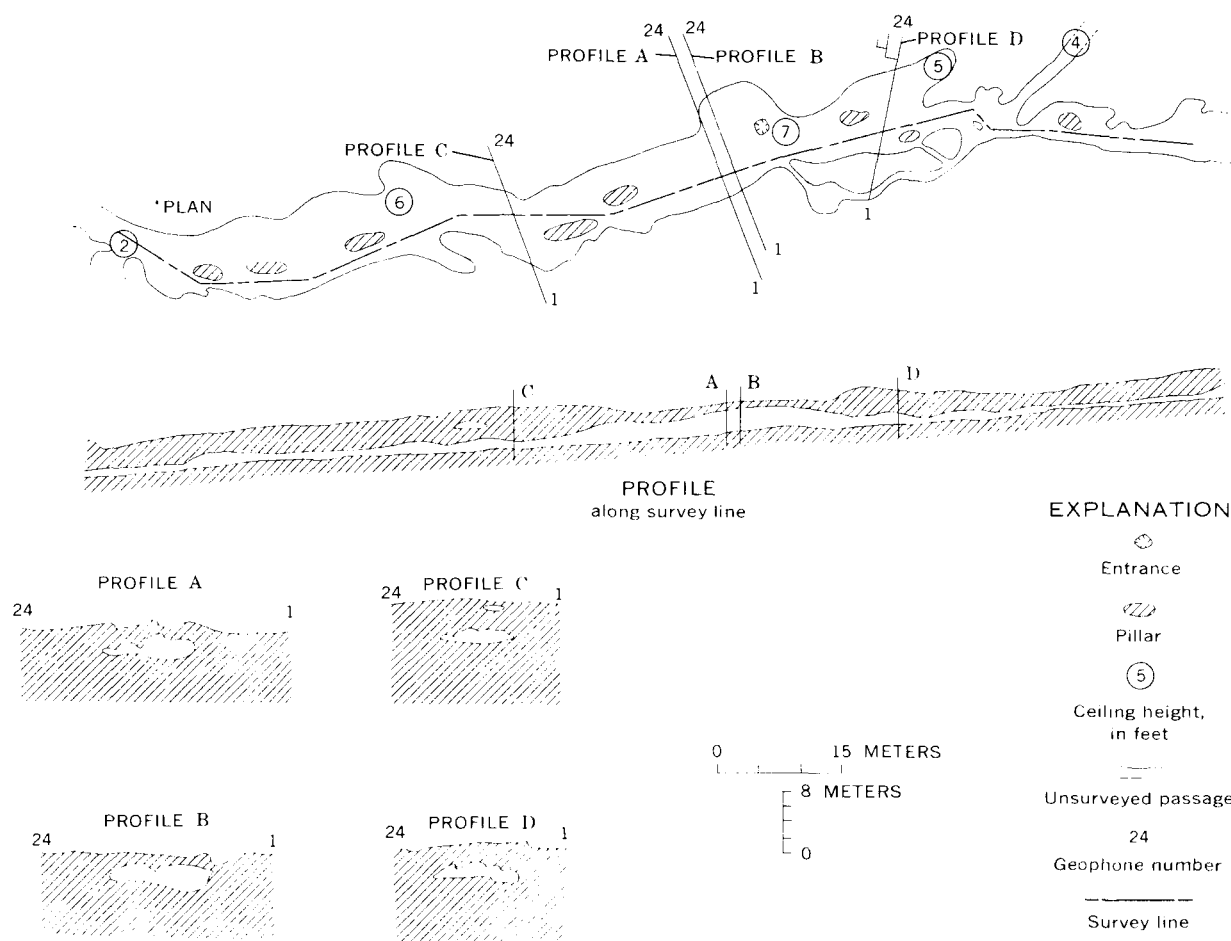 24 24
24
PROFILE A
PROFILE B
PROFILE D
4
5
7
24
PROFILE C
6
PLAN
2
1
1
1
1
C
A
B
D
PROFILE
along survey line
EXPLANATION
Entrance
Pillar
5
Ceiling height,
in feet
Unsurveyed passage
24
Geophone number
Survey line
PROFILE A
24
1
PROFILE C
24
1
0 15 METERS
8 METERS
0
PROFILE B
24
1
PROFILE D
24
1